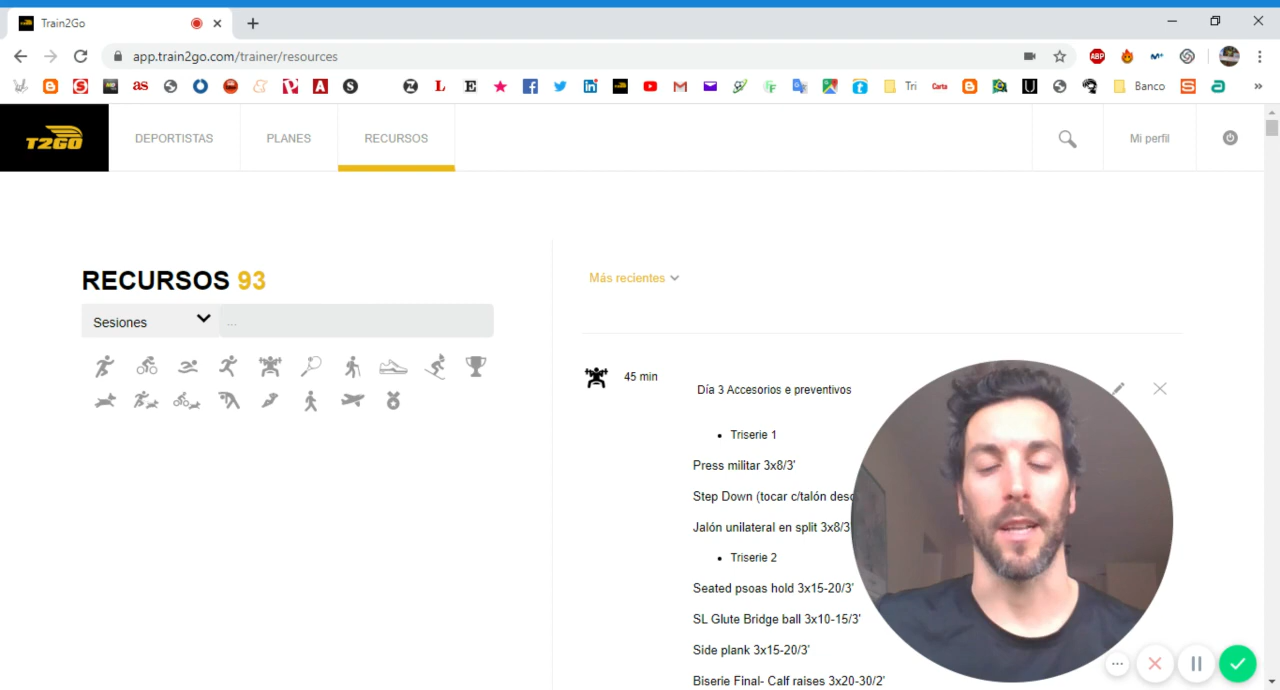 Train2Go
app.train2go.com/trainer/resources
ABP
as
Tri
Carta
Banco
T2GO
DEPORTISTAS
PLANES
RECURSOS
Mi perfil
RECURSOS 93
Más recientes
Sesiones
...
45 min
Día 3 Accesorios e preventivos
• Triserie 1
Press militar 3x8/3'
Step Down (tocar c/talón desc
Jalón unilateral en split 3x8/3
• Triserie 2
Seated psoas hold 3x15-20/3'
SL Glute Bridge ball 3x10-15/3'
Side plank 3x15-20/3'
Biserie Final- Calf raises 3x20-30/2'